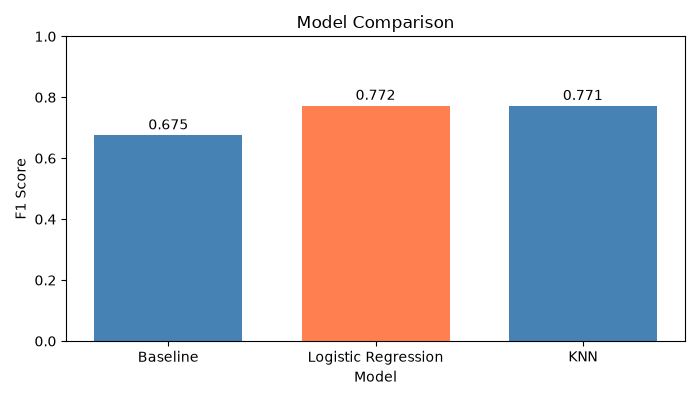 Model Comparison
1.0
0.8
0.6
0.4
0.2
0.0
F1 Score
0.675
0.772
0.771
Baseline
Logistic Regression
KNN
Model